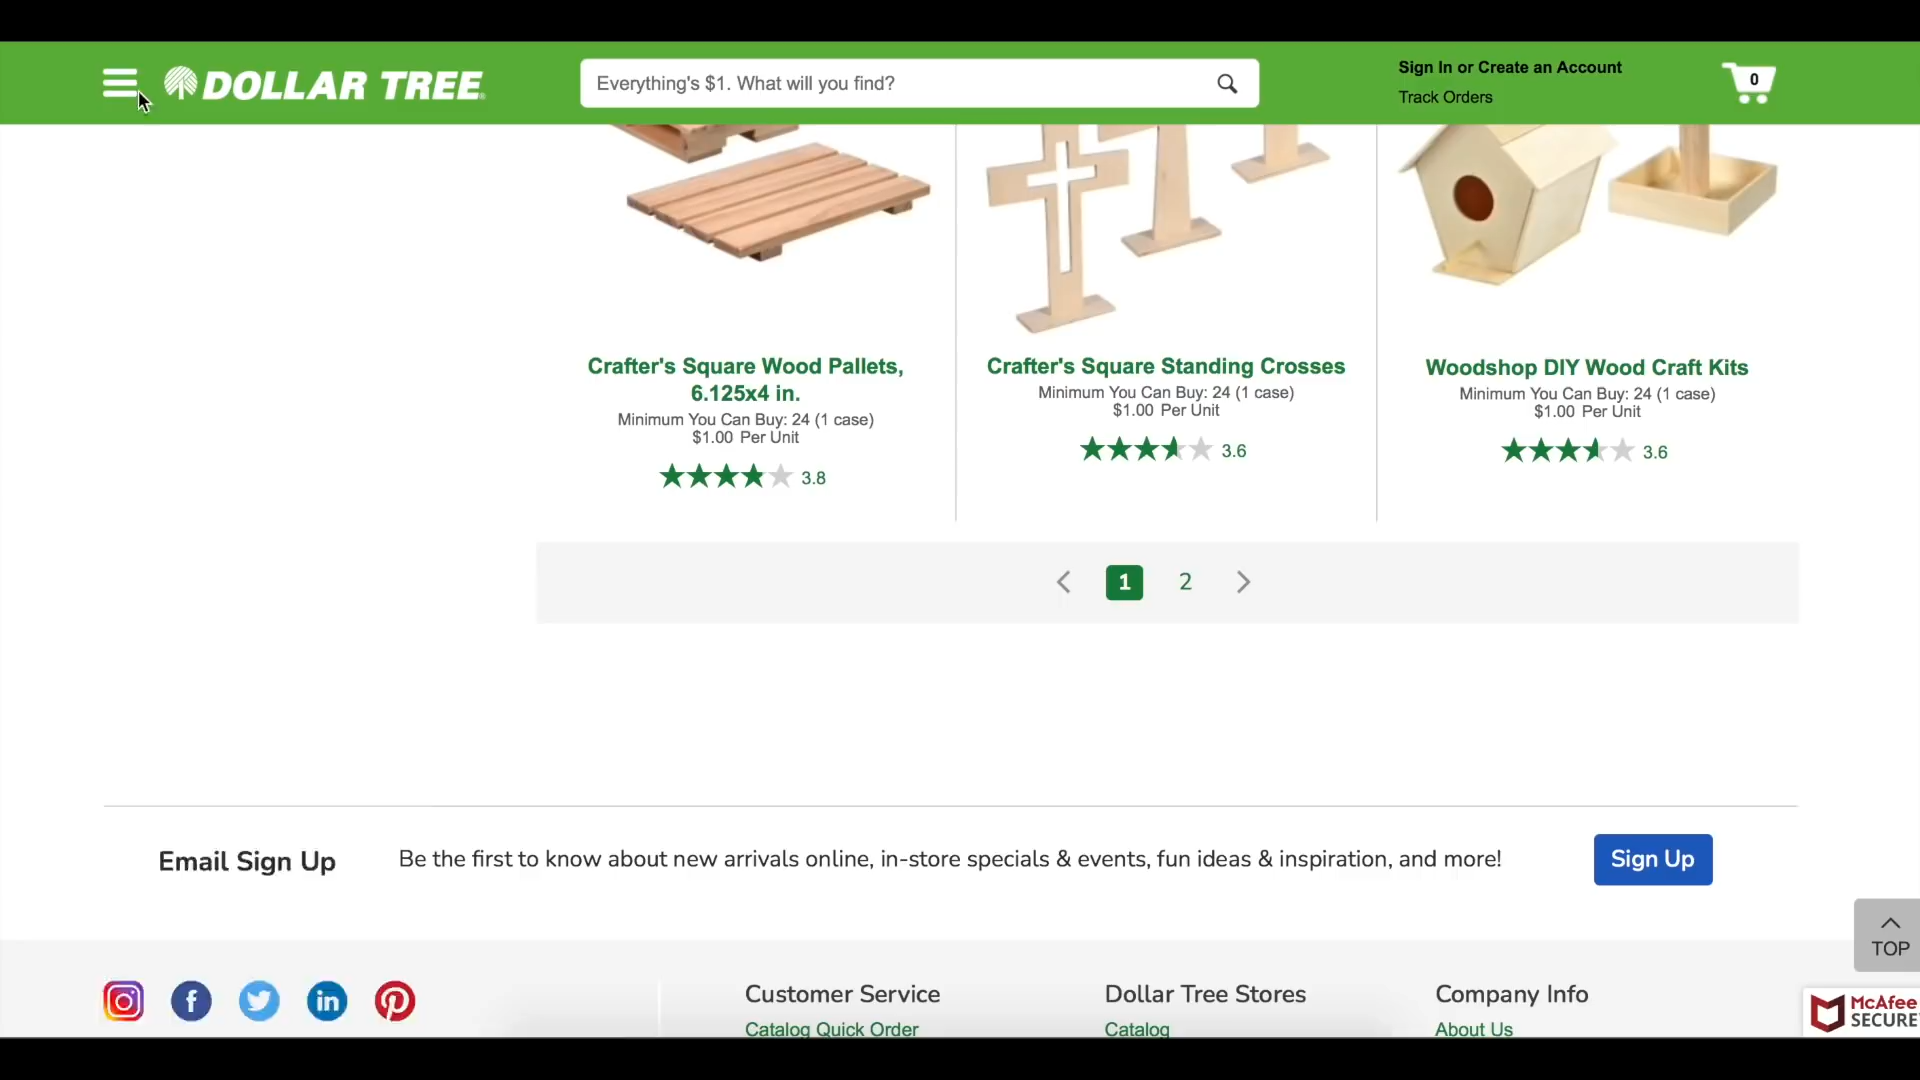 DOLLAR TREE
Everything's $1. What will you find?
Sign In or Create an Account
Track Orders
0
Crafter's Square Wood Pallets,
6.125x4 in.
Minimum You Can Buy: 24 (1 case)
$1.00 Per Unit
3.8
Crafter's Square Standing Crosses
Minimum You Can Buy: 24 (1 case)
$1.00 Per Unit
3.6
Woodshop DIY Wood Craft Kits
Minimum You Can Buy: 24 (1 case)
$1.00 Per Unit
3.6
1 2
Email Sign Up
Be the first to know about new arrivals online, in-store specials & events, fun ideas & inspiration, and more!
Sign Up
TOP
Customer Service
Catalog Quick Order
Dollar Tree Stores
Catalog
Company Info
About Us
McAfee
SECURE